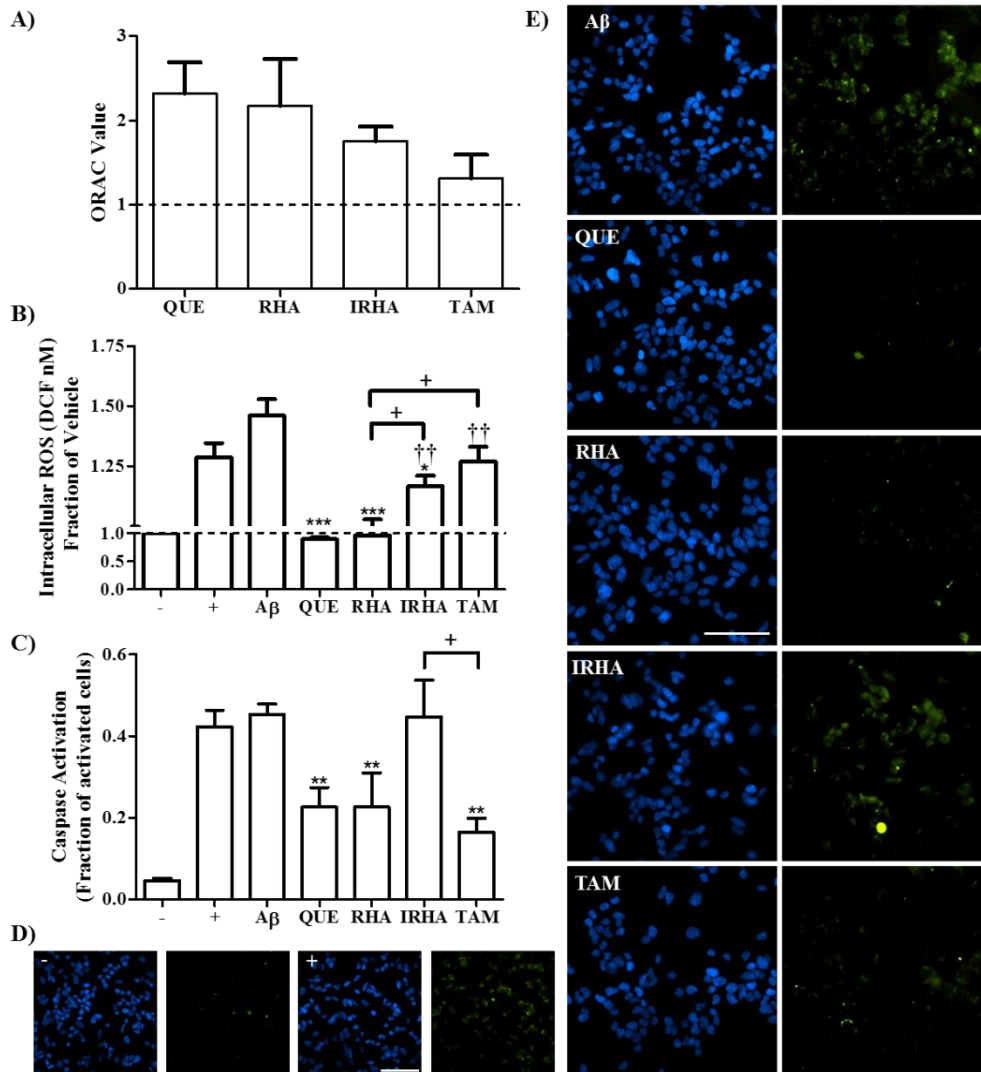 A)
ORAC Value
3
2
1
0
QUE RHA IRHA TAM
B)
Intracellular ROS (DCF nM)
Fraction of Vehicle
1.75
1.50
1.25
1.0
0.5
0.0
+
+
††
*
††
***
***
- + Aβ QUE RHA IRHA TAM
C)
Caspase Activation
(Fraction of activated cells)
0.6
0.4
0.2
0.0
+
**
**
**
- + Aβ QUE RHA IRHA TAM
D)
-
+
E)
Aβ
QUE
RHA
IRHA
TAM